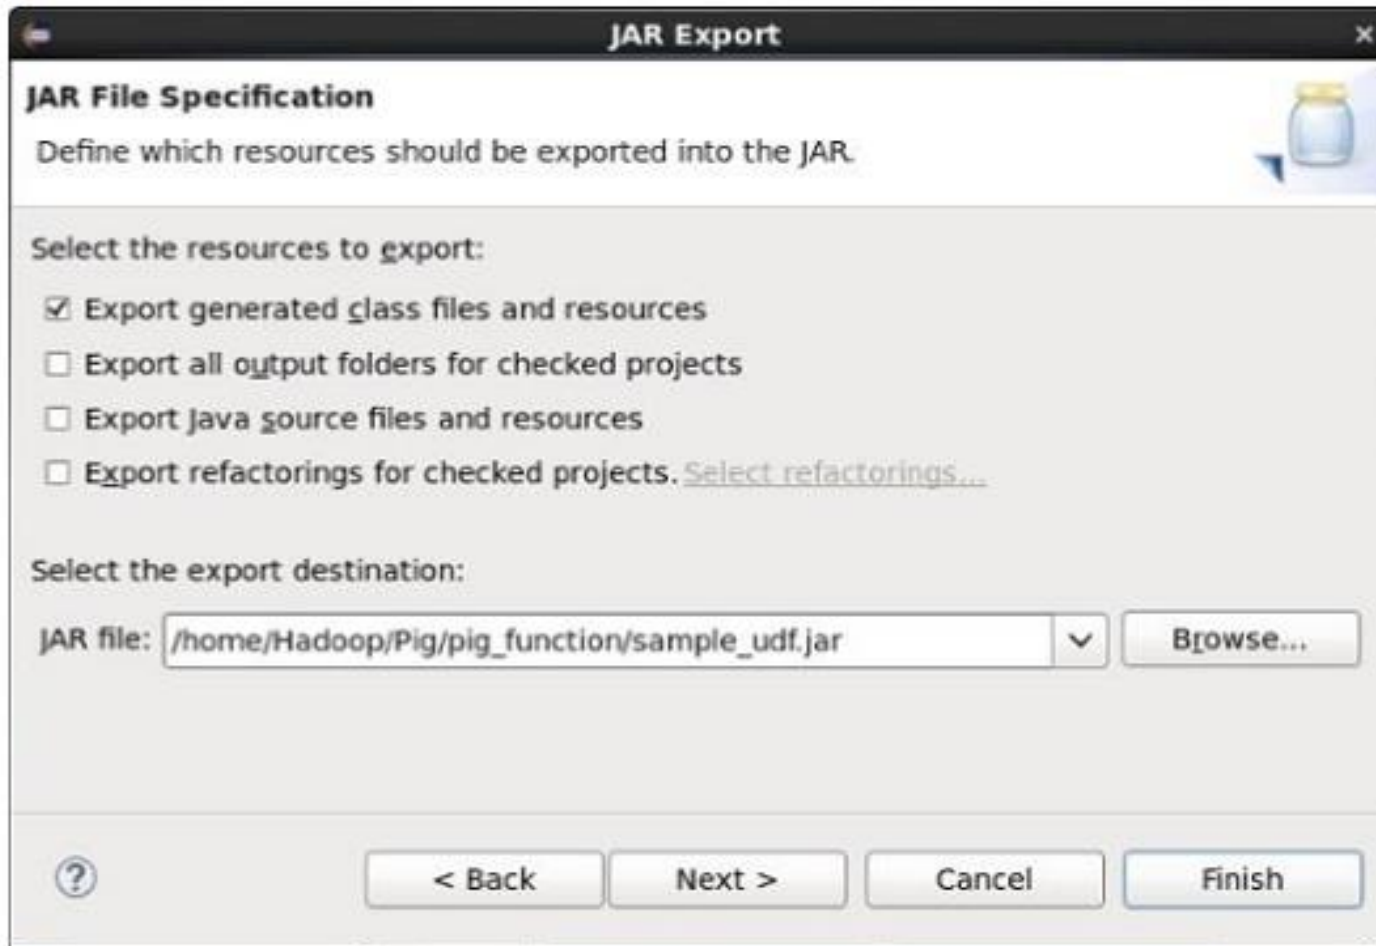 JAR Export
JAR File Specification
Define which resources should be exported into the JAR.
Select the resources to export:
Export generated class files and resources
Export all output folders for checked projects
Export Java source files and resources
Export refactorings for checked projects. Select refactorings...
Select the export destination:
JAR file: /home/Hadoop/Pig/pig_function/sample_udf.jar Browse...
? < Back Next > Cancel Finish